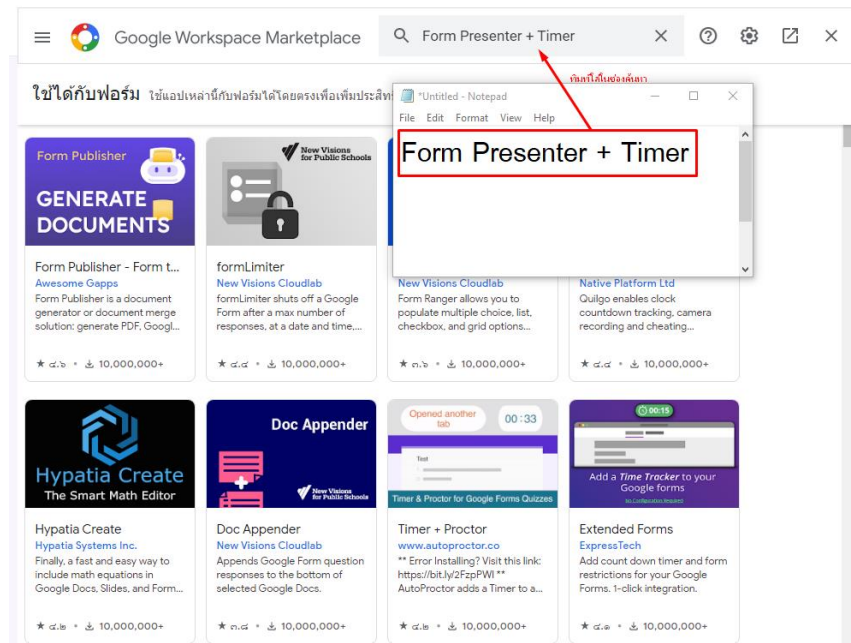 Google Workspace Marketplace
Form Presenter + Timer
ใช้ได้กับฟอร์ม ใช้แอปเหล่านี้กับฟอร์มได้โดยตรงเพื่อเพิ่มประสิท
*Untitled - Notepad
File Edit Format View Help
Form Presenter + Timer
Form Publisher
GENERATE
DOCUMENTS
New Visions
for Public Schools
Form Publisher - Form t...
Awesome Gapps
Form Publisher is a document
generator or document merge
solution: generate PDF, Googl...
★ ๔.๖ • 10,000,000+
formLimiter
New Visions Cloudlab
formLimiter shuts off a Google
Form after a max number of
responses, at a date and time,...
★ ๔.๔ • 10,000,000+
New Visions Cloudlab
Form Ranger allows you to
populate multiple choice, list,
checkbox, and grid options...
★ ๓.๖ • 10,000,000+
Native Platform Ltd
Quilgo enables clock
countdown tracking, camera
recording and cheating...
★ ๔.๔ • 10,000,000+
Hypatia Create
The Smart Math Editor
Doc Appender
New Visions
for Public Schools
Opened another
tab
00:33
Test
Timer & Proctor for Google Forms Quizzes
00:15
Add a Time Tracker to your
Google forms
No Configuration Required
Hypatia Create
Hypatia Systems Inc.
Finally, a fast and easy way to
include math equations in
Google Docs, Slides, and Form...
★ ๔.๒ • 10,000,000+
Doc Appender
New Visions Cloudlab
Appends Google Form question
responses to the bottom of
selected Google Docs.
★ ๓.๘ • 10,000,000+
Timer + Proctor
www.autoproctor.co
** Error Installing? Visit this link:
https://bit.ly/2FzpPWI **
AutoProctor adds a Timer to a...
★ ๔.๒ • 10,000,000+
Extended Forms
ExpressTech
Add count down timer and form
restrictions for your Google
Forms. 1-click integration.
★ ๔.๑ • 10,000,000+